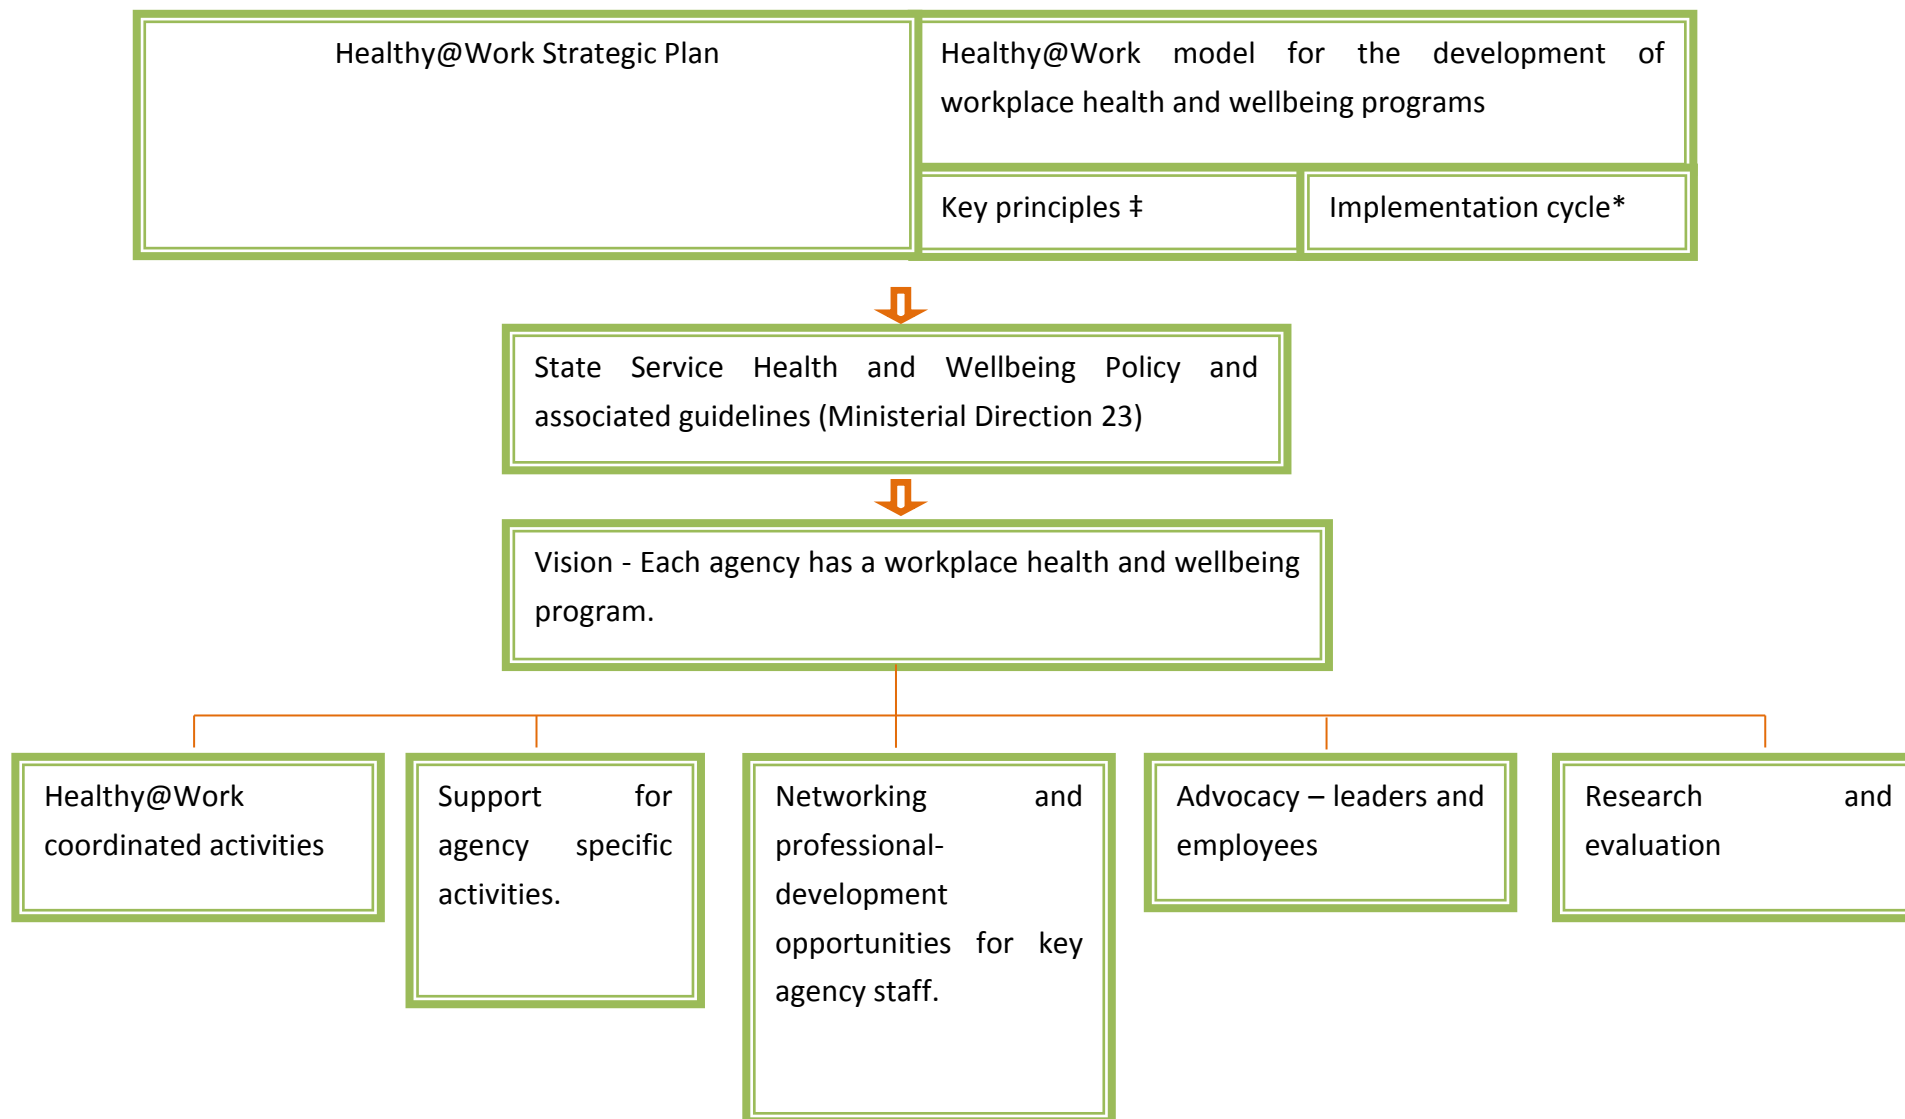 Healthy@Work Strategic Plan
Healthy@Work model for the development of
workplace health and wellbeing programs
Key principles ‡
Implementation cycle*
State Service Health and Wellbeing Policy and
associated guidelines (Ministerial Direction 23)
Vision - Each agency has a workplace health and wellbeing
program.
Healthy@Work
coordinated activities
Support for
agency specific
activities.
Networking and
professional-
development
opportunities for key
agency staff.
Advocacy – leaders and
employees
Research and
evaluation